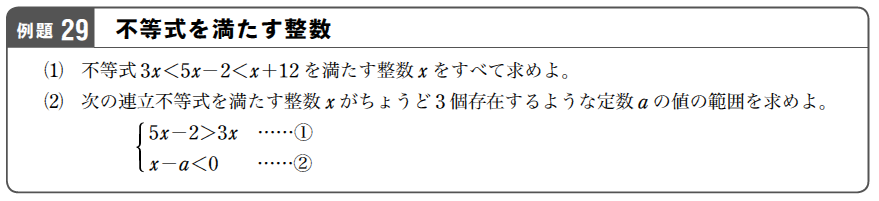 例題 29 不等式を満たす整数
(1) 不等式 3x<5x-2<x+12 を満たす整数 x をすべて求めよ。
(2) 次の連立不等式を満たす整数 x がちょうど 3 個存在するような定数 a の値の範囲を求めよ。
5x-2>3x ……①
x-a<0 ……②